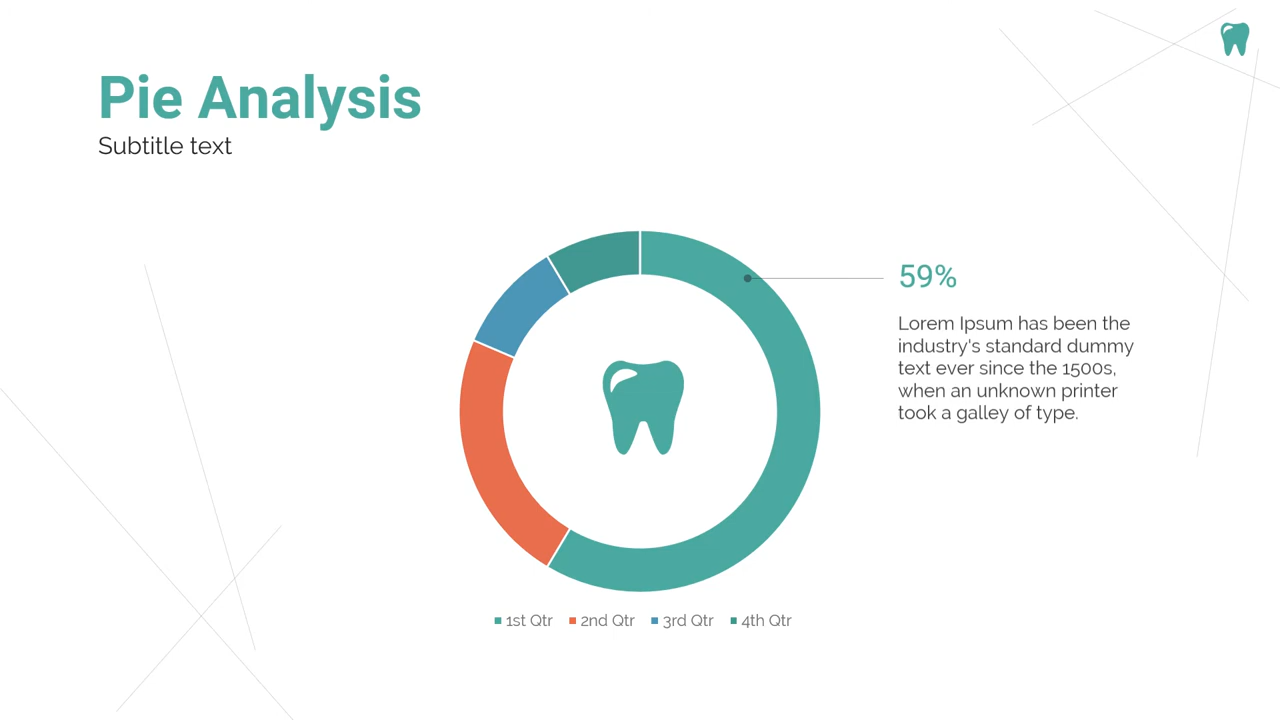 Pie Analysis
Subtitle text
59%
Lorem Ipsum has been the
industry's standard dummy
text ever since the 1500s,
when an unknown printer
took a galley of type.
1st Qtr 2nd Qtr 3rd Qtr 4th Qtr